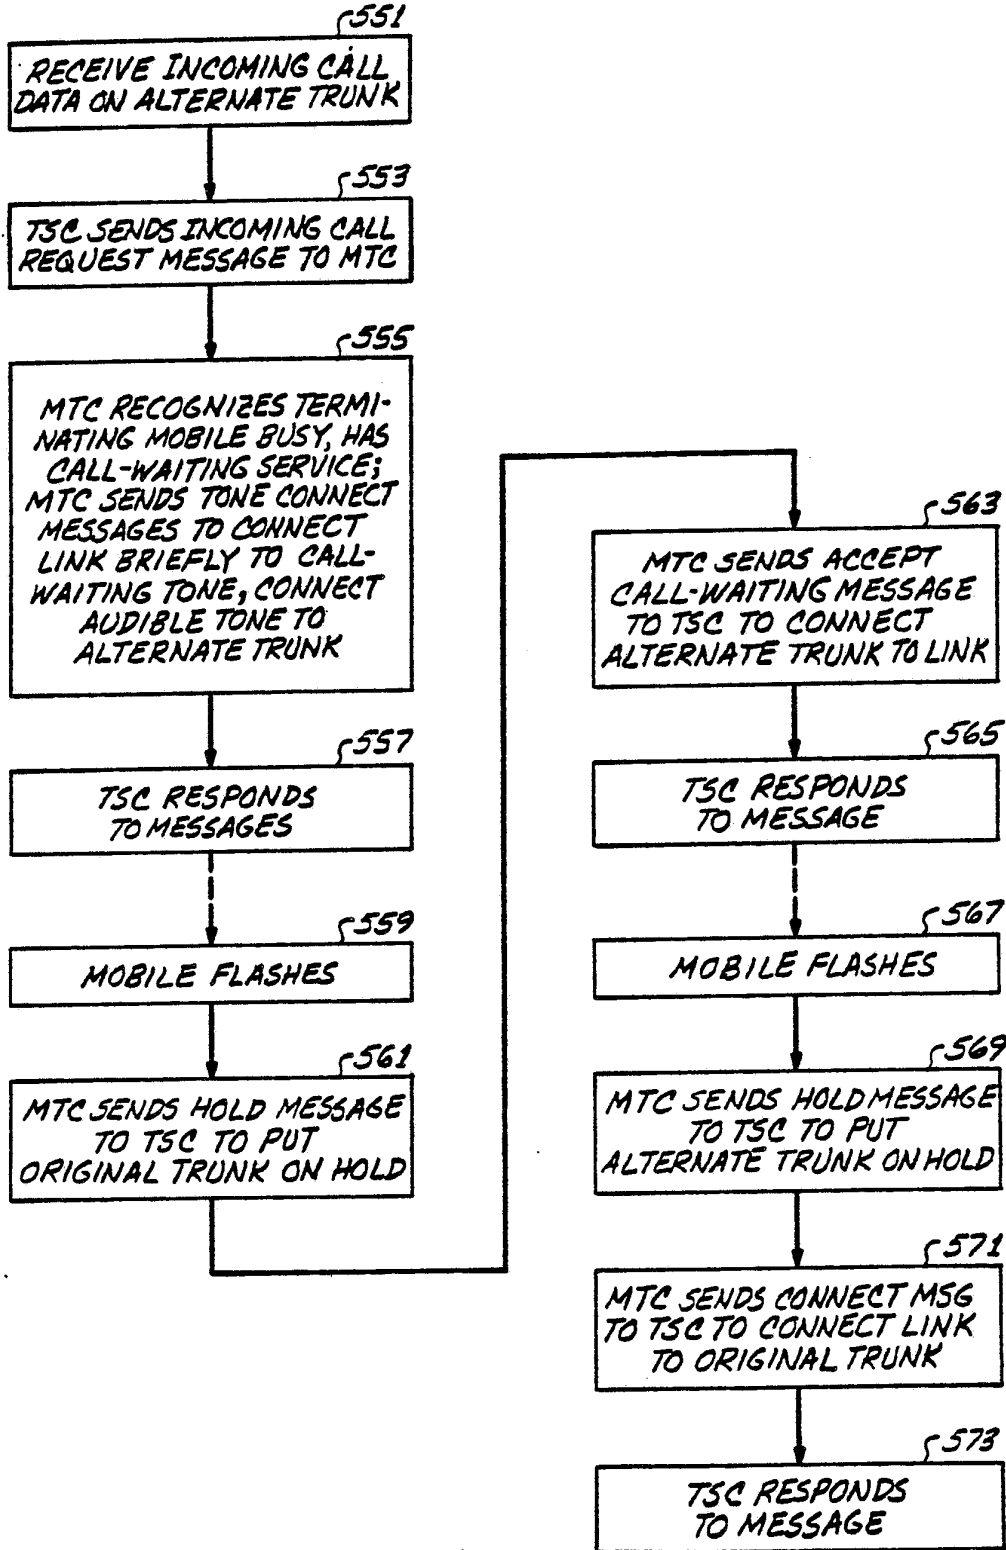 551
RECEIVE INCOMING CALL
DATA ON ALTERNATE TRUNK
553
TSC SENDS INCOMING CALL
REQUEST MESSAGE TO MTC
555
MTC RECOGNIZES TERMI-
NATING MOBILE BUSY, HAS
CALL-WAITING SERVICE;
MTC SENDS TONE CONNECT
MESSAGES TO CONNECT
LINK BRIEFLY TO CALL-
WAITING TONE, CONNECT
AUDIBLE TONE TO
ALTERNATE TRUNK
557
TSC RESPONDS
TO MESSAGES
559
MOBILE FLASHES
561
MTC SENDS HOLD MESSAGE
TO TSC TO PUT
ORIGINAL TRUNK ON HOLD
563
MTC SENDS ACCEPT
CALL-WAITING MESSAGE
TO TSC TO CONNECT
ALTERNATE TRUNK TO LINK
565
TSC RESPONDS
TO MESSAGE
567
MOBILE FLASHES
569
MTC SENDS HOLD MESSAGE
TO TSC TO PUT
ALTERNATE TRUNK ON HOLD
571
MTC SENDS CONNECT MSG
TO TSC TO CONNECT LINK
TO ORIGINAL TRUNK
573
TSC RESPONDS
TO MESSAGE